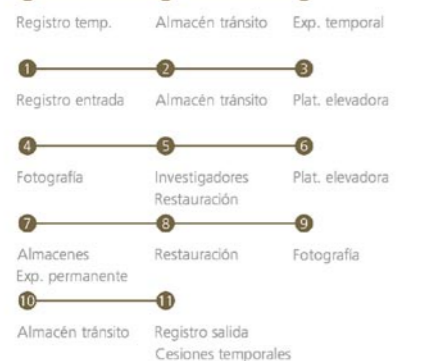 Registro temp. Almacén tránsito Exp. temporal
1 2 3
Registro entrada Almacén tránsito Plat. elevadora
4 5 6
Fotografía Investigadores Plat. elevadora
Restauración
7 8 9
Almacenes Restauración Fotografía
Exp. permanente
10 11
Almacén tránsito Registro salida
Cesiones temporales